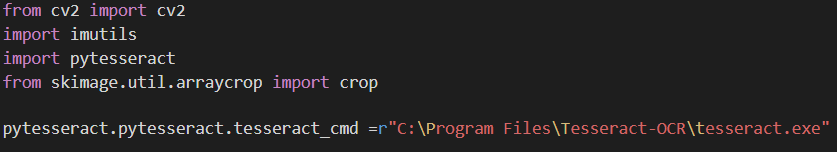 from cv2 import cv2
import imutils
import pytesseract
from skimage.util.arraycrop import crop
pytesseract.pytesseract.tesseract_cmd =r"C:\Program Files\Tesseract-OCR\tesseract.exe"